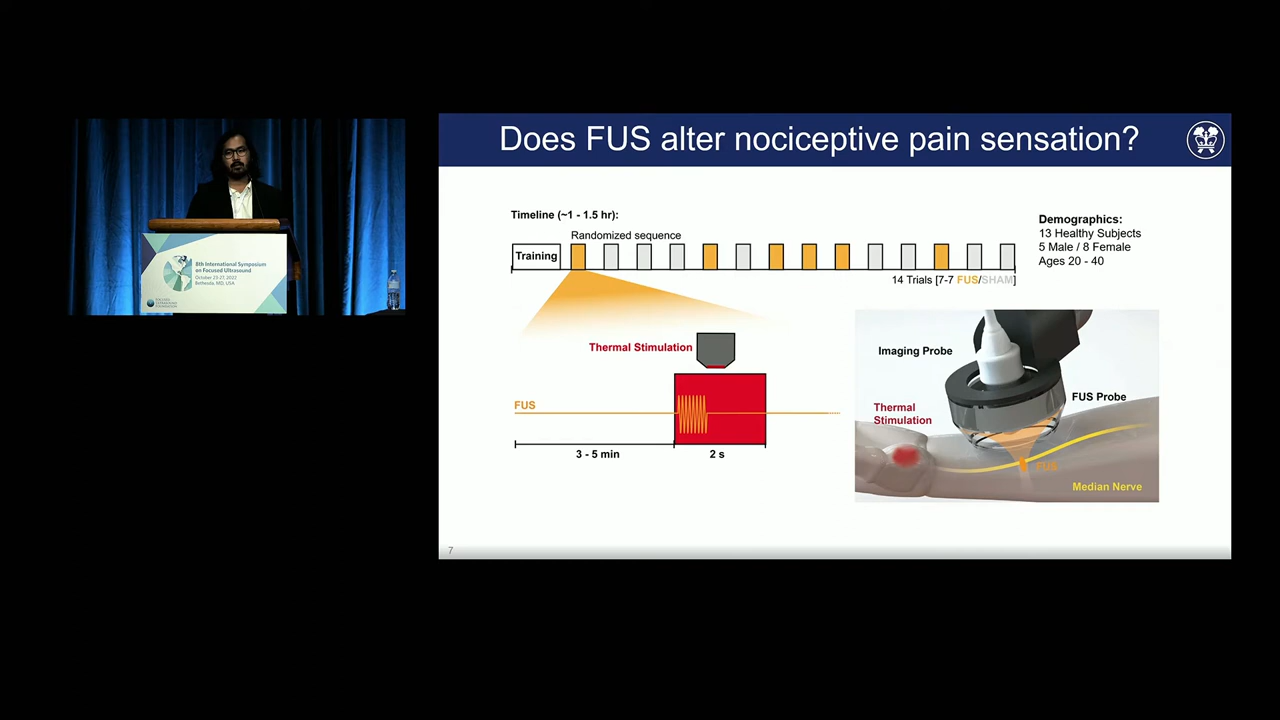 Does FUS alter nociceptive pain sensation?
Timeline (~1 - 1.5 hr):
Randomized sequence
Training
14 Trials [7-7 FUS/SHAM]
Demographics:
13 Healthy Subjects
5 Male / 8 Female
Ages 20 - 40
Thermal Stimulation
FUS
3 - 5 min
2 s
Imaging Probe
FUS Probe
Thermal
Stimulation
FUS
Median Nerve
7
8th International Symposium
on Focused Ultrasound
October 23-27, 2022
Bethesda, MD, USA
FOCUSED
ULTRASOUND
FOUNDATION